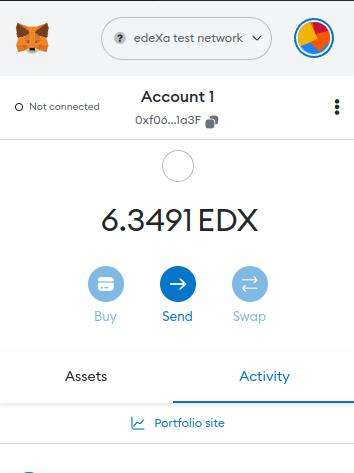 edeXa test network
Not connected
Account 1
0xf06...1a3F
6.3491 EDX
Buy
Send
Swap
Assets
Activity
Portfolio site